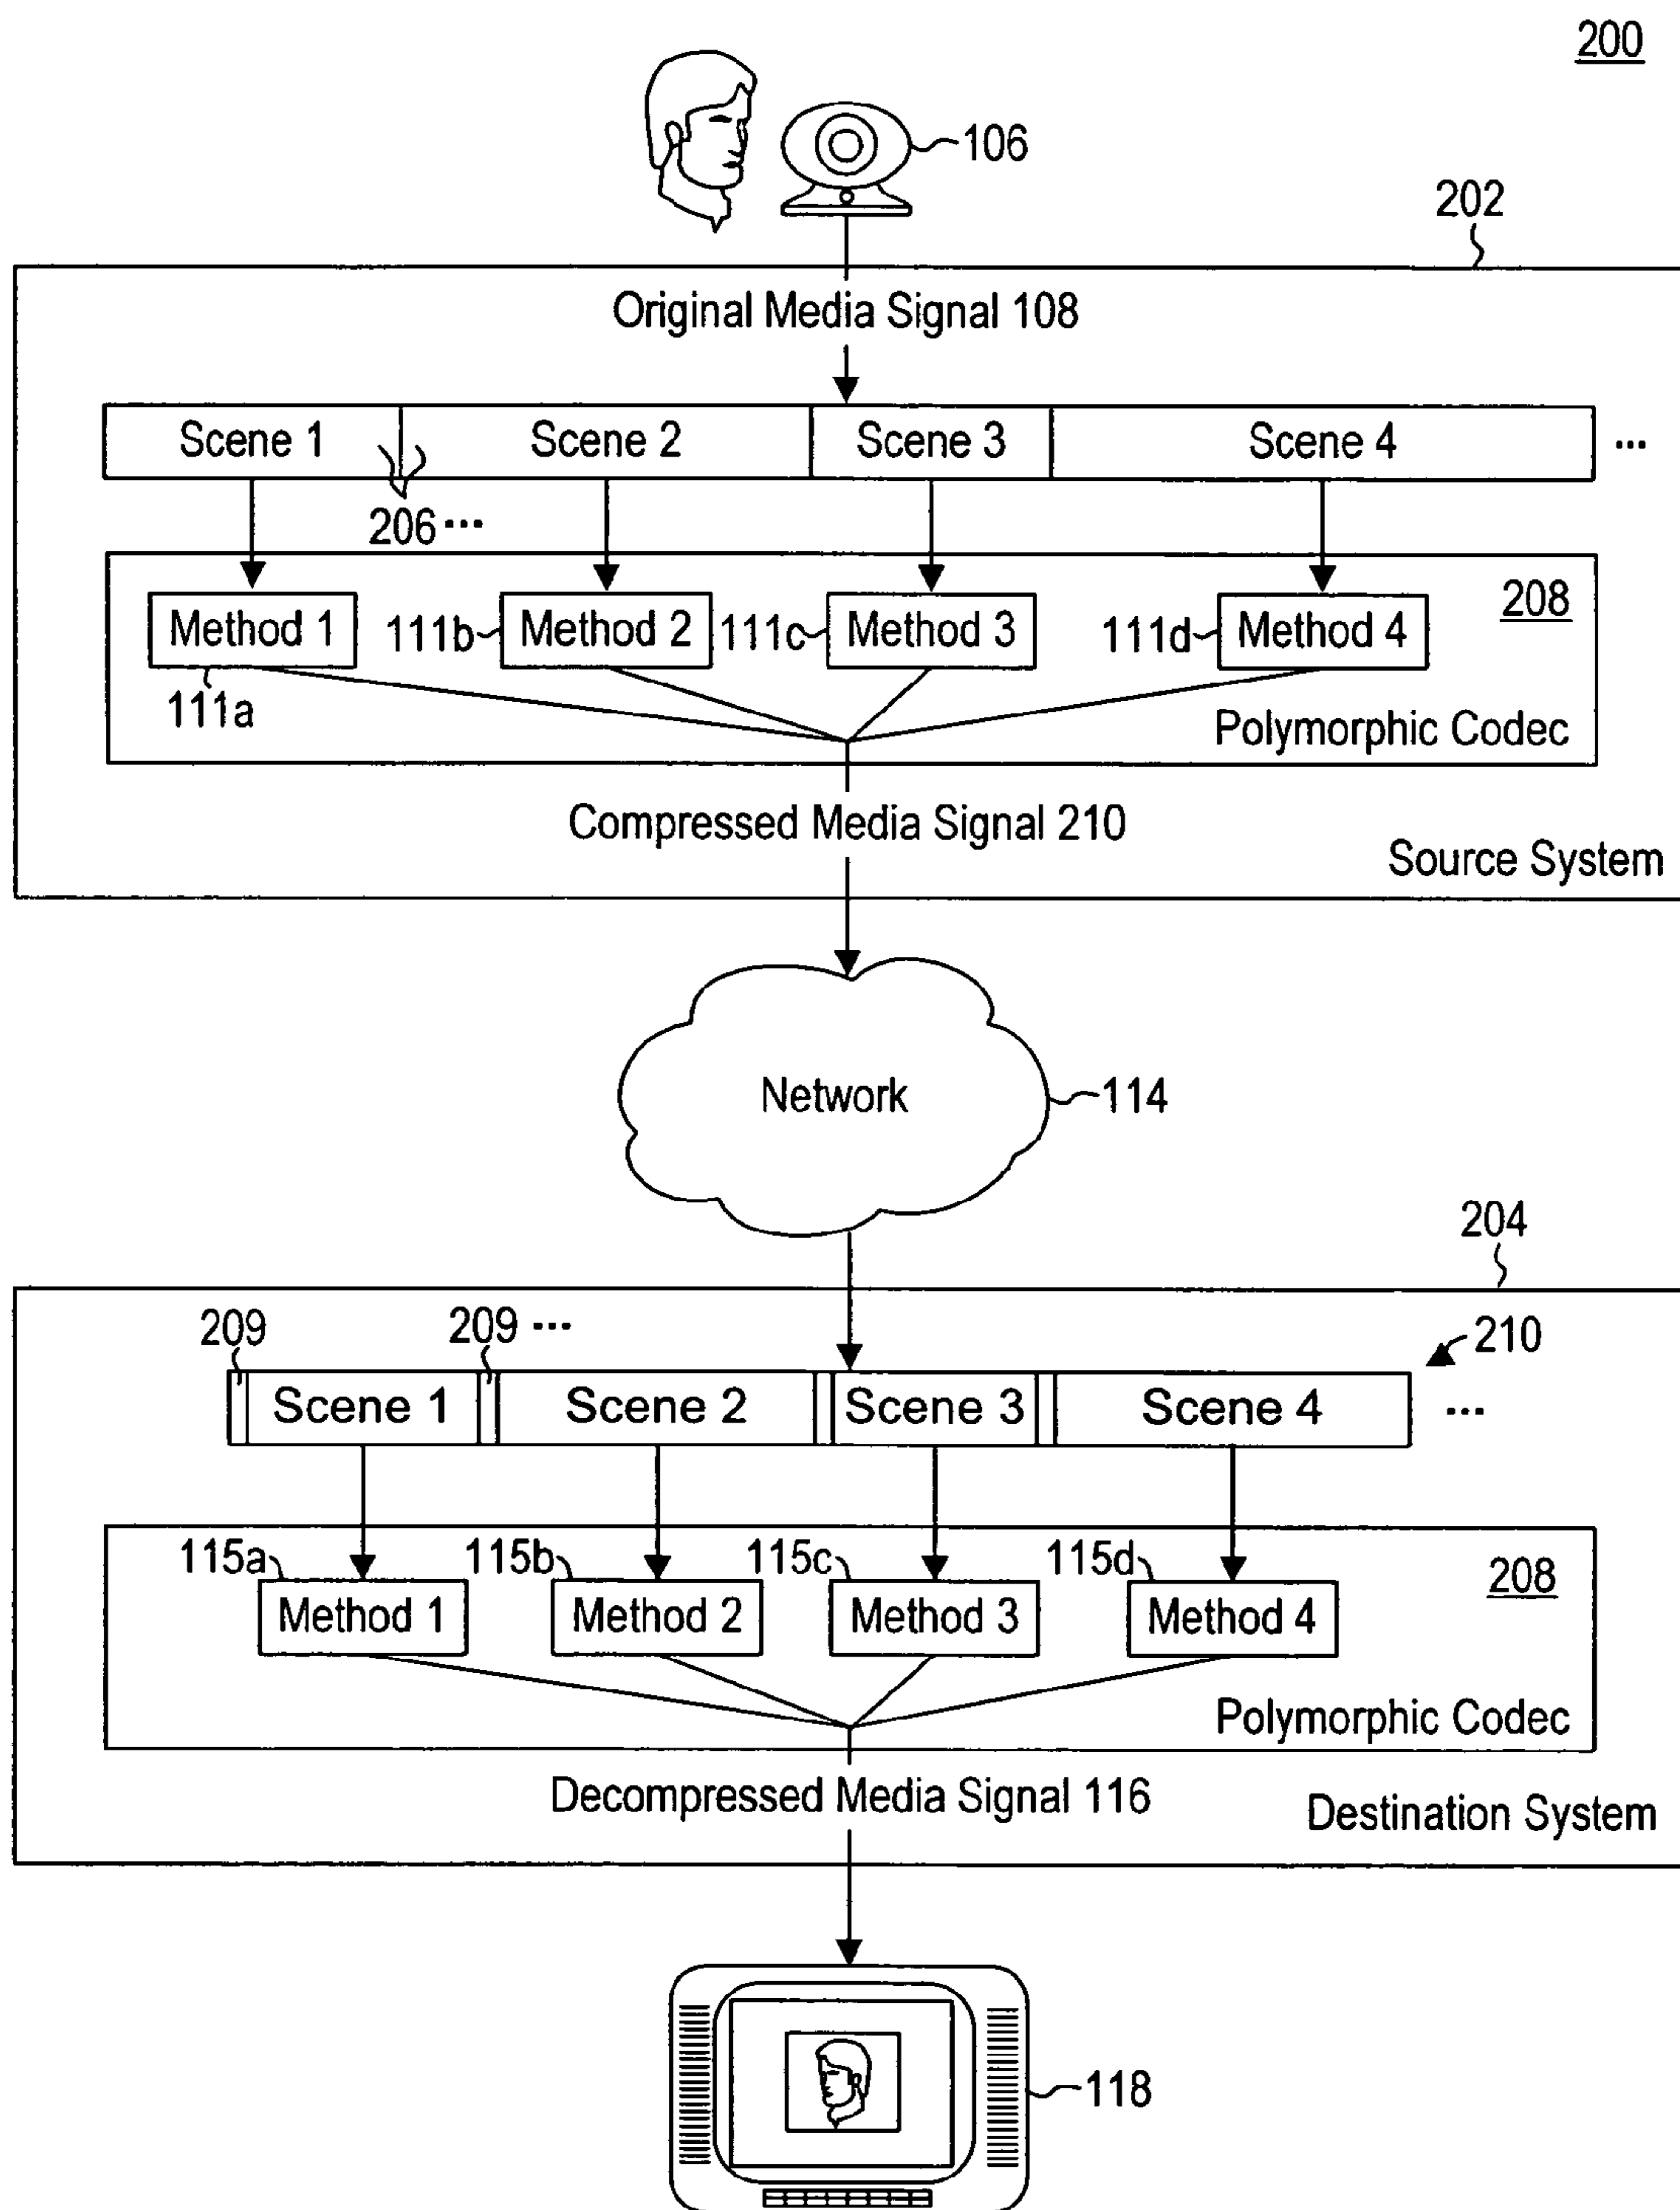 200
106
202
Original Media Signal 108
Scene 1 Scene 2 Scene 3 Scene 4 ...
206 ...
Method 1 111b Method 2 111c Method 3 111d Method 4 208
111a
Polymorphic Codec
Compressed Media Signal 210
Source System
Network 114
204
209 209 ... 210
Scene 1 Scene 2 Scene 3 Scene 4 ...
115a 115b 115c 115d 208
Method 1 Method 2 Method 3 Method 4
Polymorphic Codec
Decompressed Media Signal 116
Destination System
118